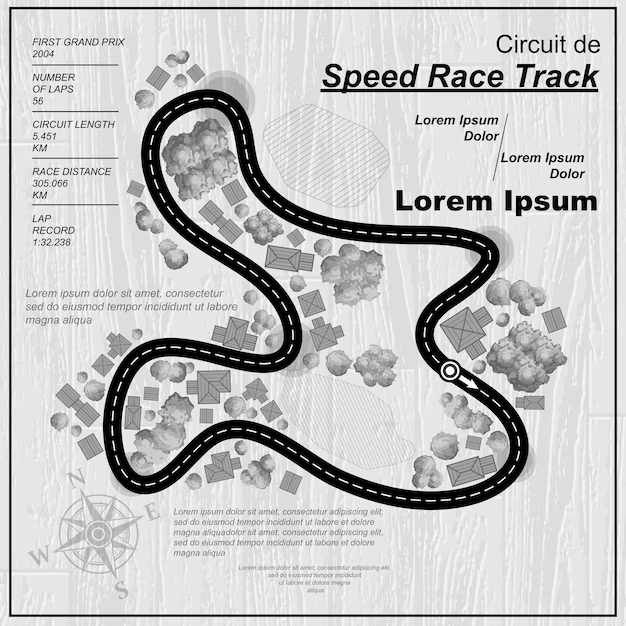 FIRST GRAND PRIX
2004
NUMBER
OF LAPS
56
CIRCUIT LENGTH
5.451
KM
RACE DISTANCE
305.066
KM
LAP
RECORD
1:32.238
Circuit de
Speed Race Track
Lorem Ipsum
Dolor
Lorem Ipsum
Dolor
Lorem Ipsum
Lorem ipsum dolor sit amet, consectetur
adipiscing elit, sed do eiusmod tempor
incididunt ut labore et dolore
magna aliqua
N
E
W
S
Lorem ipsum dolor sit amet, consectetur
adipiscing elit, sed do eiusmod tempor
incididunt ut labore et dolore
magna aliquadolor sit amet, consectetur
adipiscing elit, sed do eiusmod tempor
incididunt ut labore et dolore
magna aliqua
Lorem ipsum dolor sit amet, consectetur adipiscing elit,
sed do eiusmod tempor incididunt
ut labore et dolore magna
aliqua